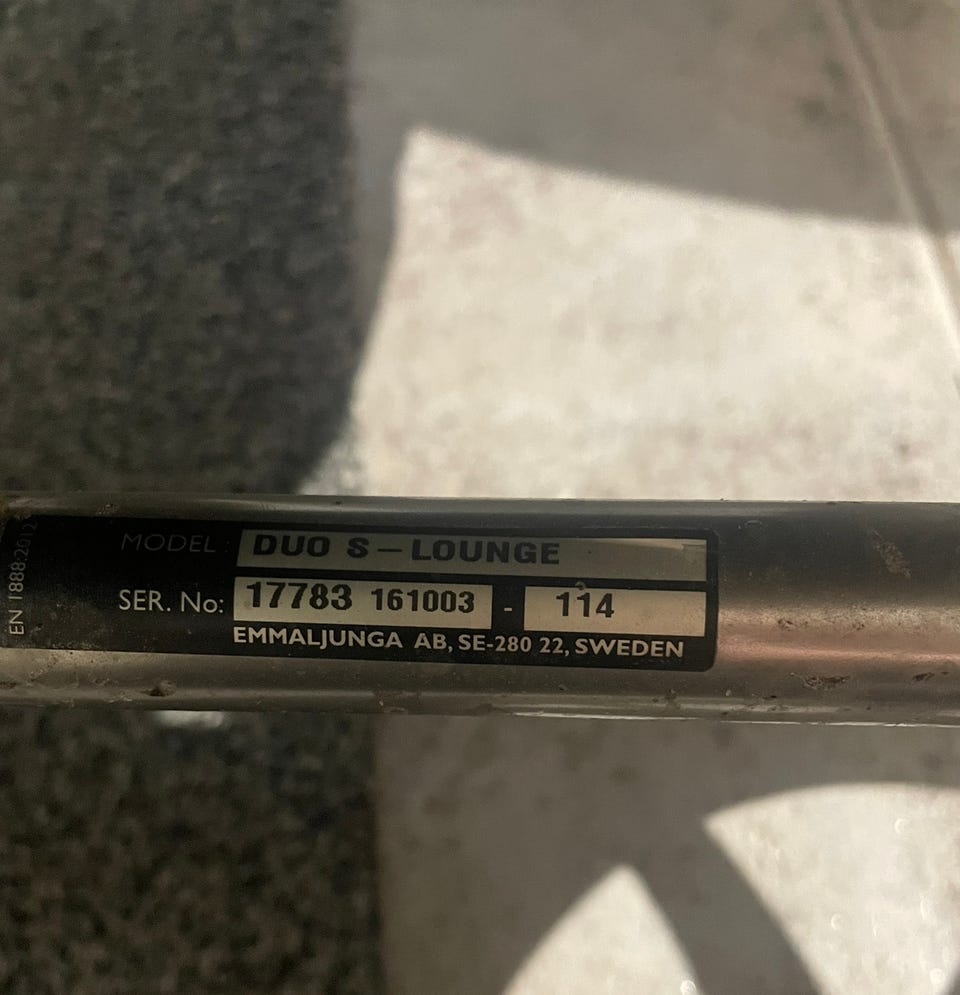 EN 1888:2012
MODEL: DUO S – LOUNGE
SER. No: 17783 161003 - 114
EMMALJUNGA AB, SE-280 22, SWEDEN